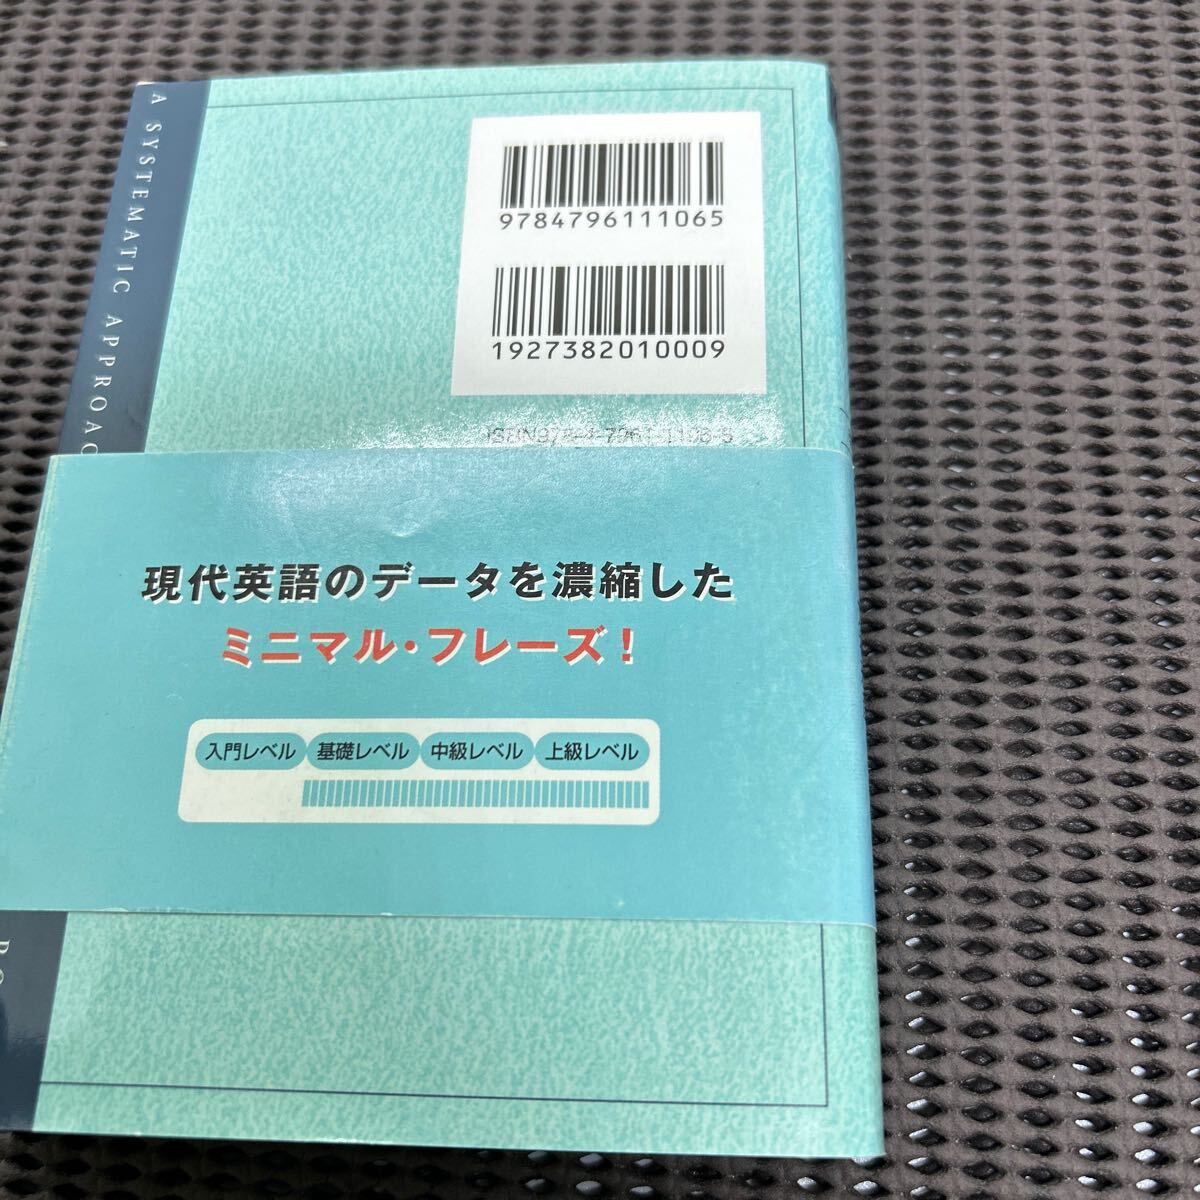 A SYSTEMATIC APPROAC
9784796111065
1927382010009
現代英語のデータを濃縮した
ミニマル・フレーズ!
入門レベル 基礎レベル 中級レベル 上級レベル